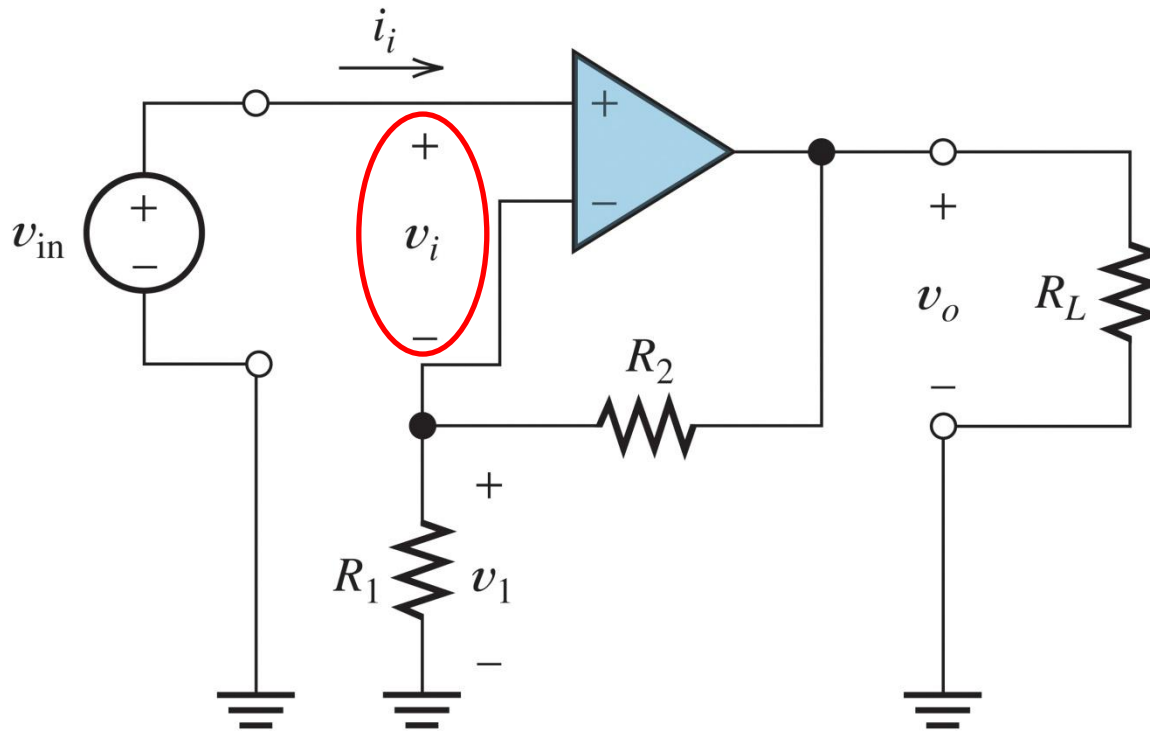 i_i
+
+
−
+
−
v_in
+
v_i
−
+
−
v_o
R_L
R_2
+
R_1
v_1
−